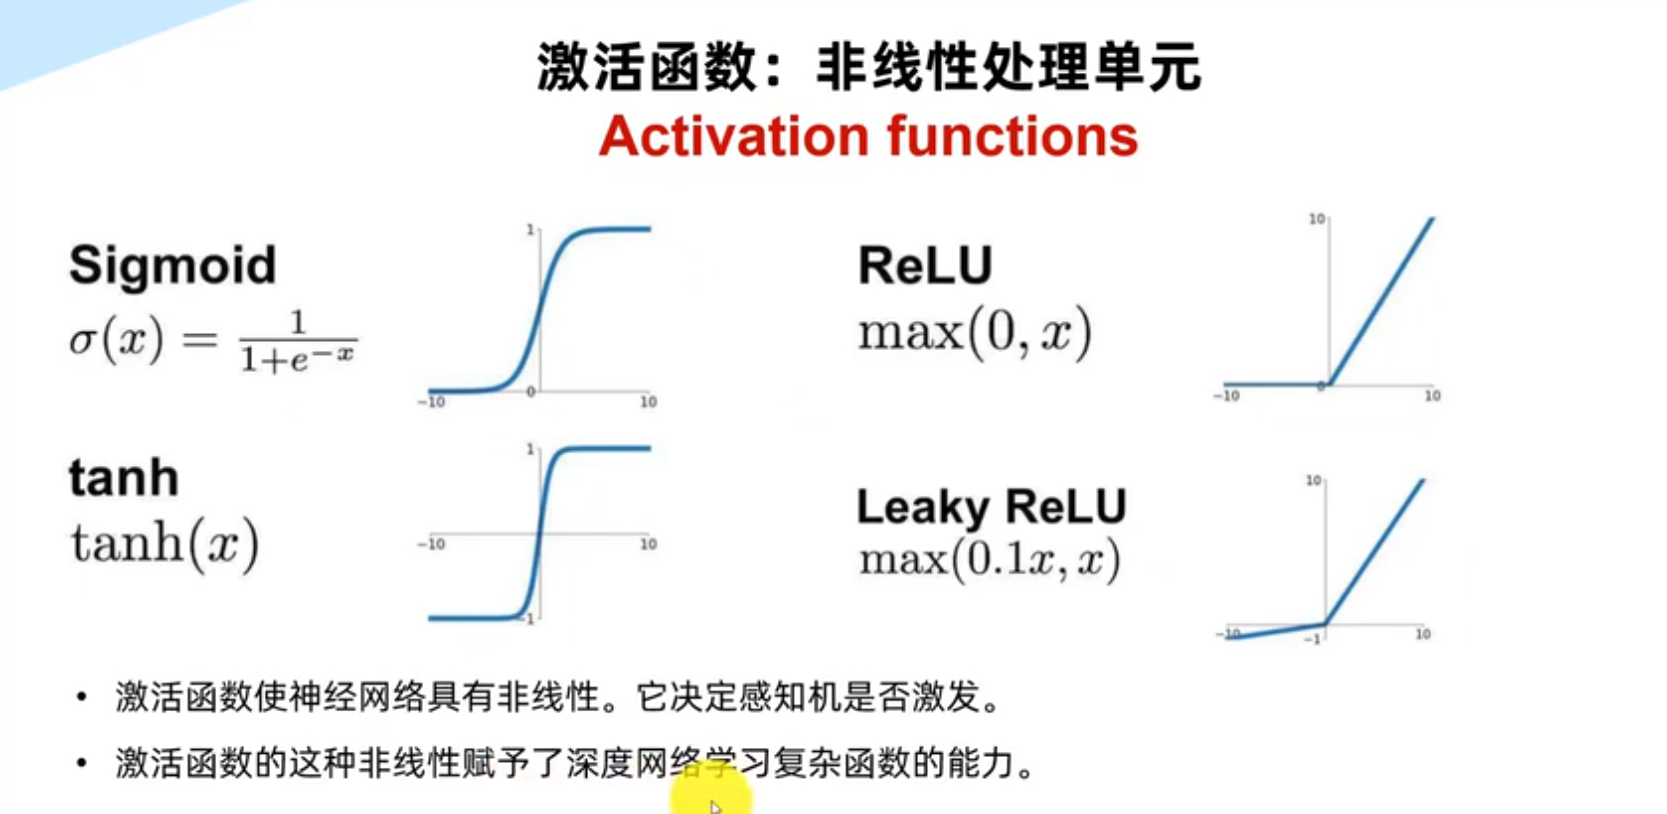 激活函数：非线性处理单元
Activation functions
Sigmoid
σ(x) = 1/(1+e^{-x})
1
0
-10
10
tanh
tanh(x)
1
-10
10
-1
ReLU
max(0, x)
10
0
-10
10
Leaky ReLU
max(0.1x, x)
10
-10
-1
10
• 激活函数使神经网络具有非线性。它决定感知机是否激发。
• 激活函数的这种非线性赋予了深度网络学习复杂函数的能力。